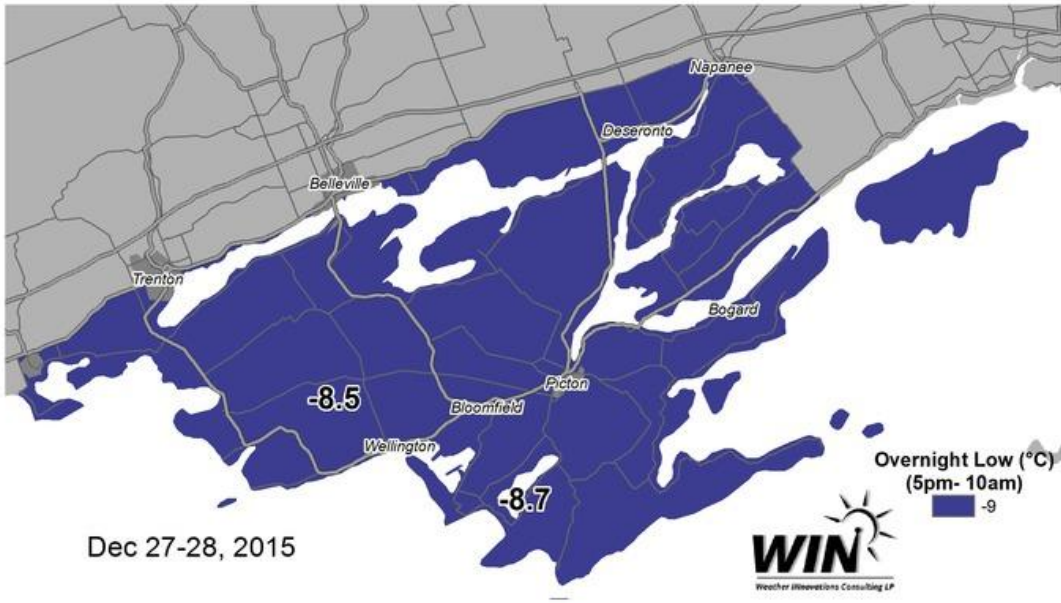 Napanee
Deseronto
Belleville
Trenton
Bogard
Picton
-8.5
Bloomfield
Wellington
-8.7
Overnight Low (°C)
(5pm- 10am)
-9
Dec 27-28, 2015
WIN
Weather INnovations Consulting LP